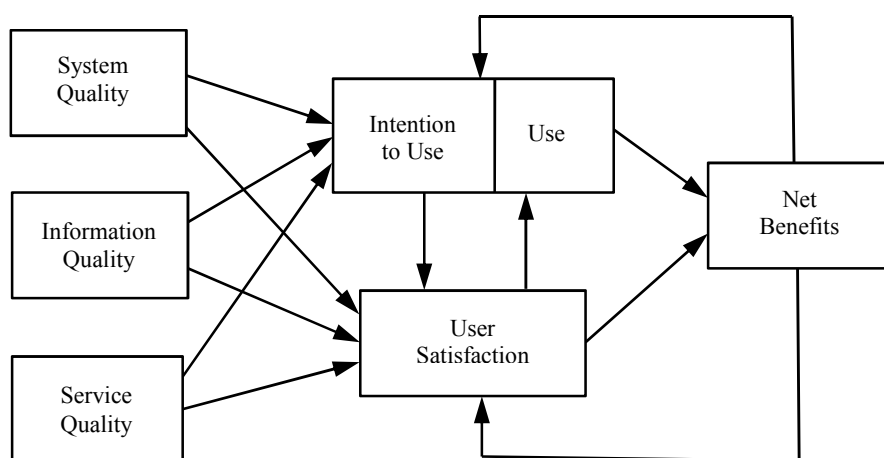 System
Quality
Intention
to Use
Use
Net
Benefits
Information
Quality
User
Satisfaction
Service
Quality